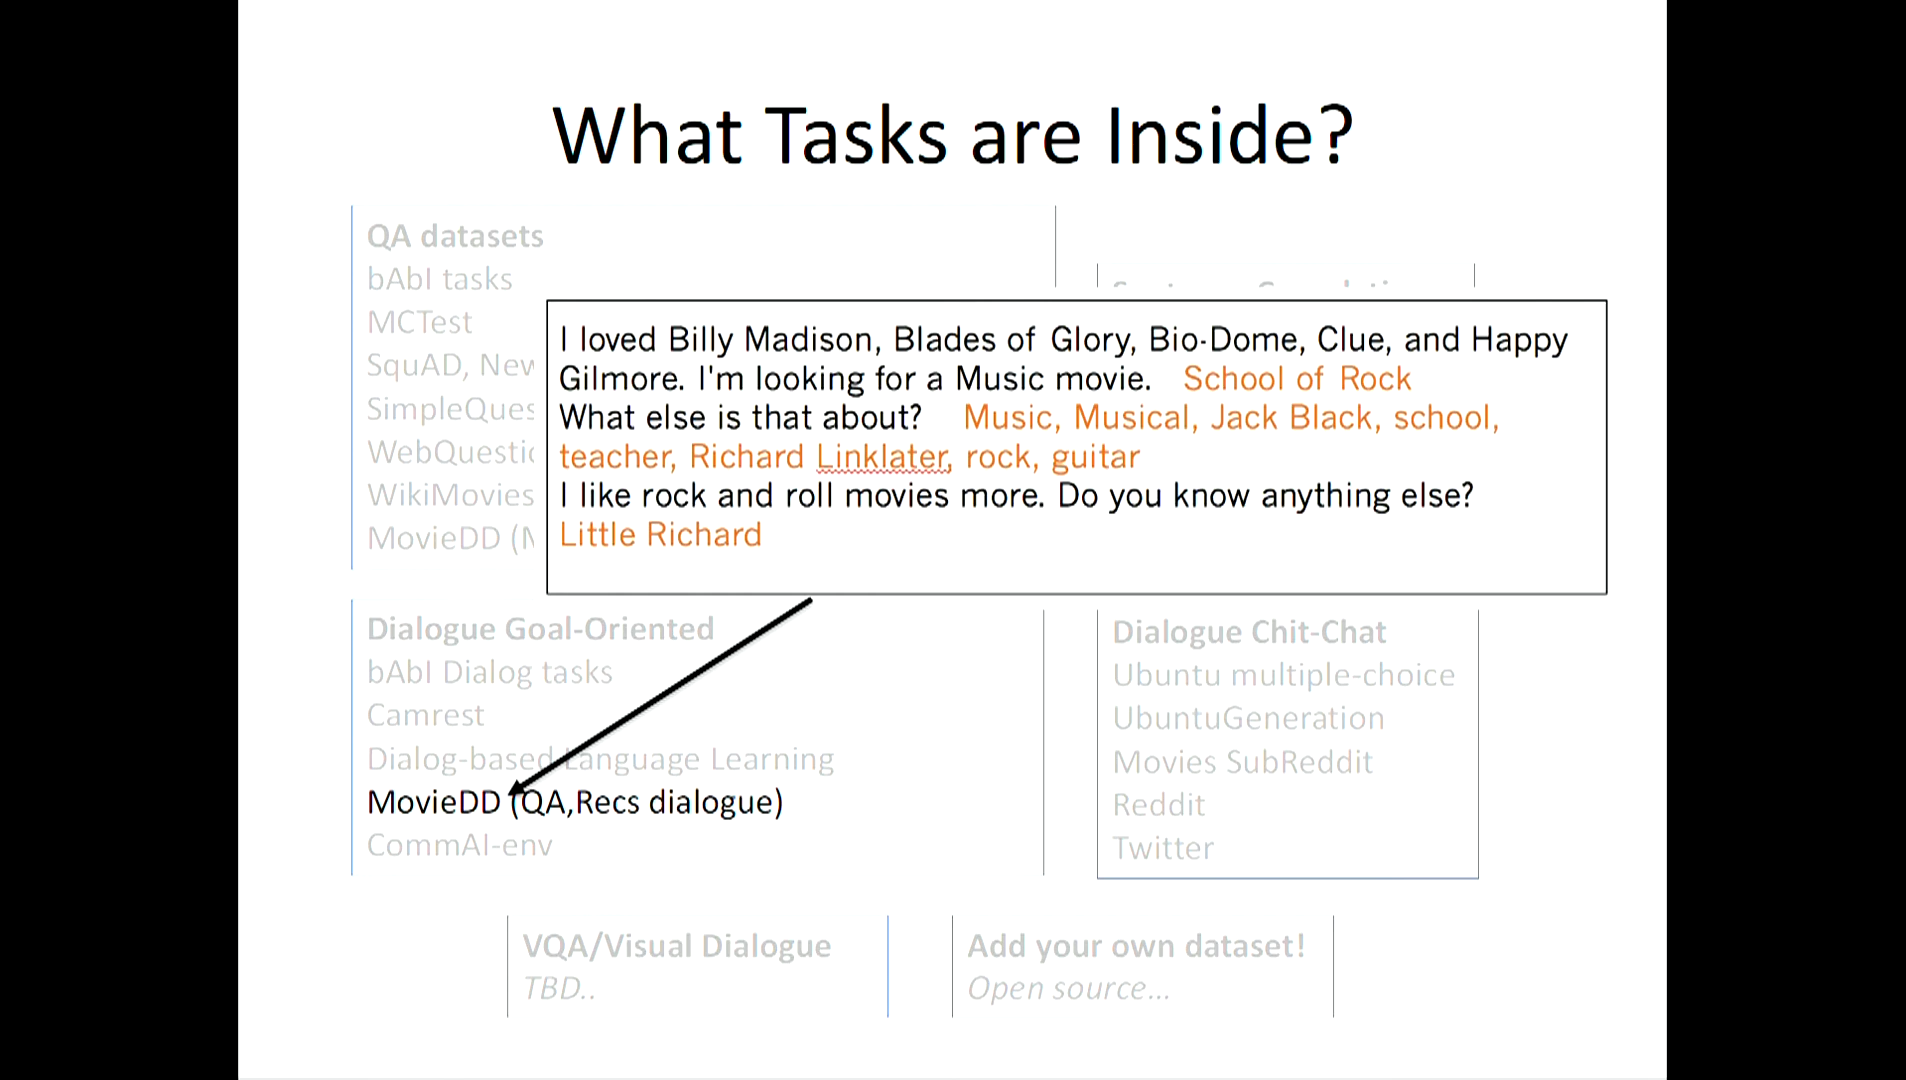 What Tasks are Inside?
QA datasets
bAbI tasks
MCTest
SquAD,
MovieDD
WikiMovies
I loved Billy Madison, Blades of Glory, Bio-Dome, Clue, and Happy
Gilmore. I'm looking for a Music movie. School of Rock
What else is that about? Music, Musical, Jack Black, school,
teacher, Richard Linklater, rock, guitar
I like rock and roll movies more. Do you know anything else?
Little Richard
Dialogue Goal-Oriented
bAbI Dialog tasks
Camrest
Dialog-based Language Learning
MovieDD (QA,Recs dialogue)
CommAI-env
Dialogue Chit-Chat
Ubuntu multiple-choice
UbuntuGeneration
Movies SubReddit
Reddit
Twitter
VQA/Visual Dialogue
TBD..
Add your own dataset!
Open source...